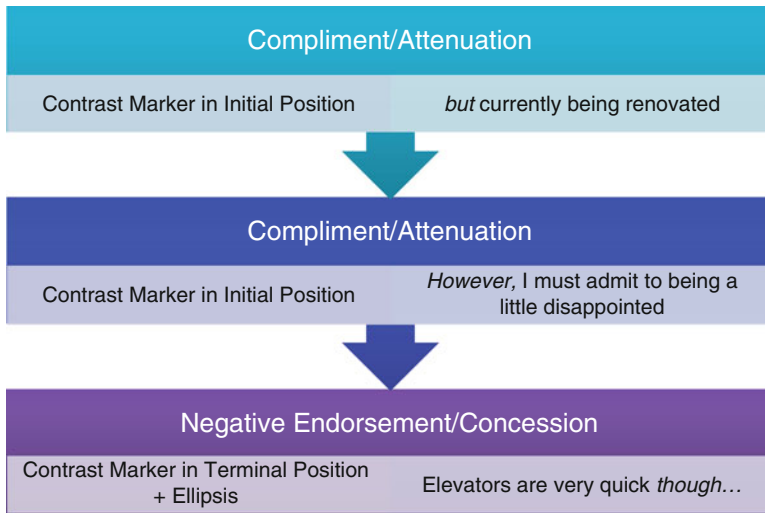 Compliment/Attenuation
Contrast Marker in Initial Position
but currently being renovated
Compliment/Attenuation
Contrast Marker in Initial Position
However, I must admit to being a
little disappointed
Negative Endorsement/Concession
Contrast Marker in Terminal Position
+ Ellipsis
Elevators are very quick though…